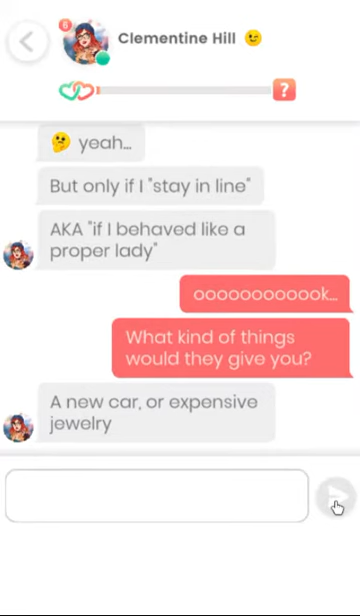 6
Clementine Hill 😉
?
🤔 yeah...
But only if I "stay in line"
AKA "if I behaved like a
proper lady"
ooooooooooook...
What kind of things
would they give you?
A new car, or expensive
jewelry